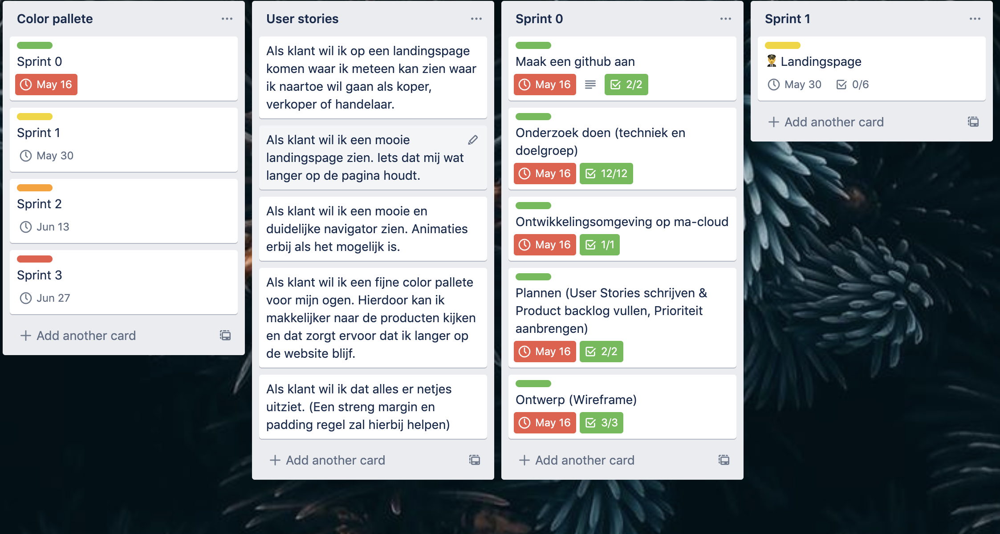 Color pallete
Sprint 0
May 16
Sprint 1
May 30
Sprint 2
Jun 13
Sprint 3
Jun 27
Add another card
User stories
Als klant wil ik op een landingspage
komen waar ik meteen kan zien waar
ik naartoe wil gaan als koper,
verkoper of handelaar.
Als klant wil ik een mooie
landingspage zien. Iets dat mij wat
langer op de pagina houdt.
Als klant wil ik een mooie en
duidelijke navigator zien. Animaties
erbij als het mogelijk is.
Als klant wil ik een fijne color pallete
voor mijn ogen. Hierdoor kan ik
makkelijker naar de producten kijken
en dat zorgt ervoor dat ik langer op
de website blijf.
Als klant wil ik dat alles er netjes
uitziet. (Een streng margin en
padding regel zal hierbij helpen)
Add another card
Sprint 0
Maak een github aan
May 16 2/2
Onderzoek doen (techniek en
doelgroep)
May 16 12/12
Ontwikkelingsomgeving op ma-cloud
May 16 1/1
Plannen (User Stories schrijven &
Product backlog vullen, Prioriteit
aanbrengen)
May 16 2/2
Ontwerp (Wireframe)
May 16 3/3
Add another card
Sprint 1
Landingspage
May 30 0/6
Add another card